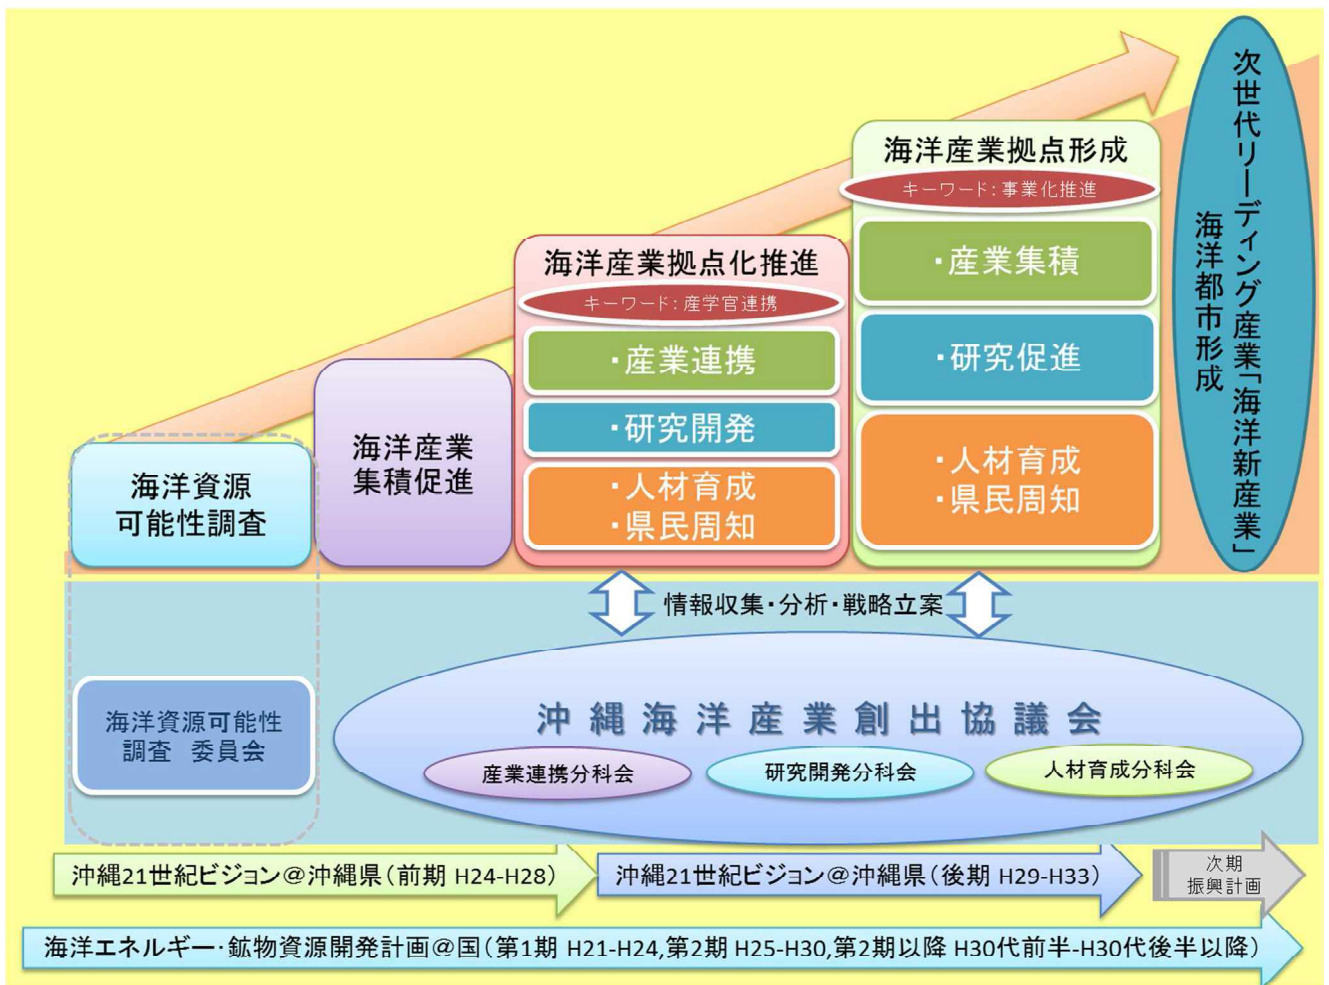 海洋資源
可能性調査
海洋産業
集積促進
海洋産業拠点化推進
キーワード：産学官連携
・産業連携
・研究開発
・人材育成
・県民周知
海洋産業拠点形成
キーワード：事業化推進
・産業集積
・研究促進
・人材育成
・県民周知
次世代リーディング産業「海洋新産業」
海洋都市形成
情報収集・分析・戦略立案
海洋資源可能性
調査　委員会
沖縄海洋産業創出協議会
産業連携分科会
研究開発分科会
人材育成分科会
沖縄21世紀ビジョン＠沖縄県（前期 H24-H28）
沖縄21世紀ビジョン＠沖縄県（後期 H29-H33）
次期
振興計画
海洋エネルギー・鉱物資源開発計画＠国（第1期 H21-H24,第2期 H25-H30,第2期以降 H30代前半-H30代後半以降）